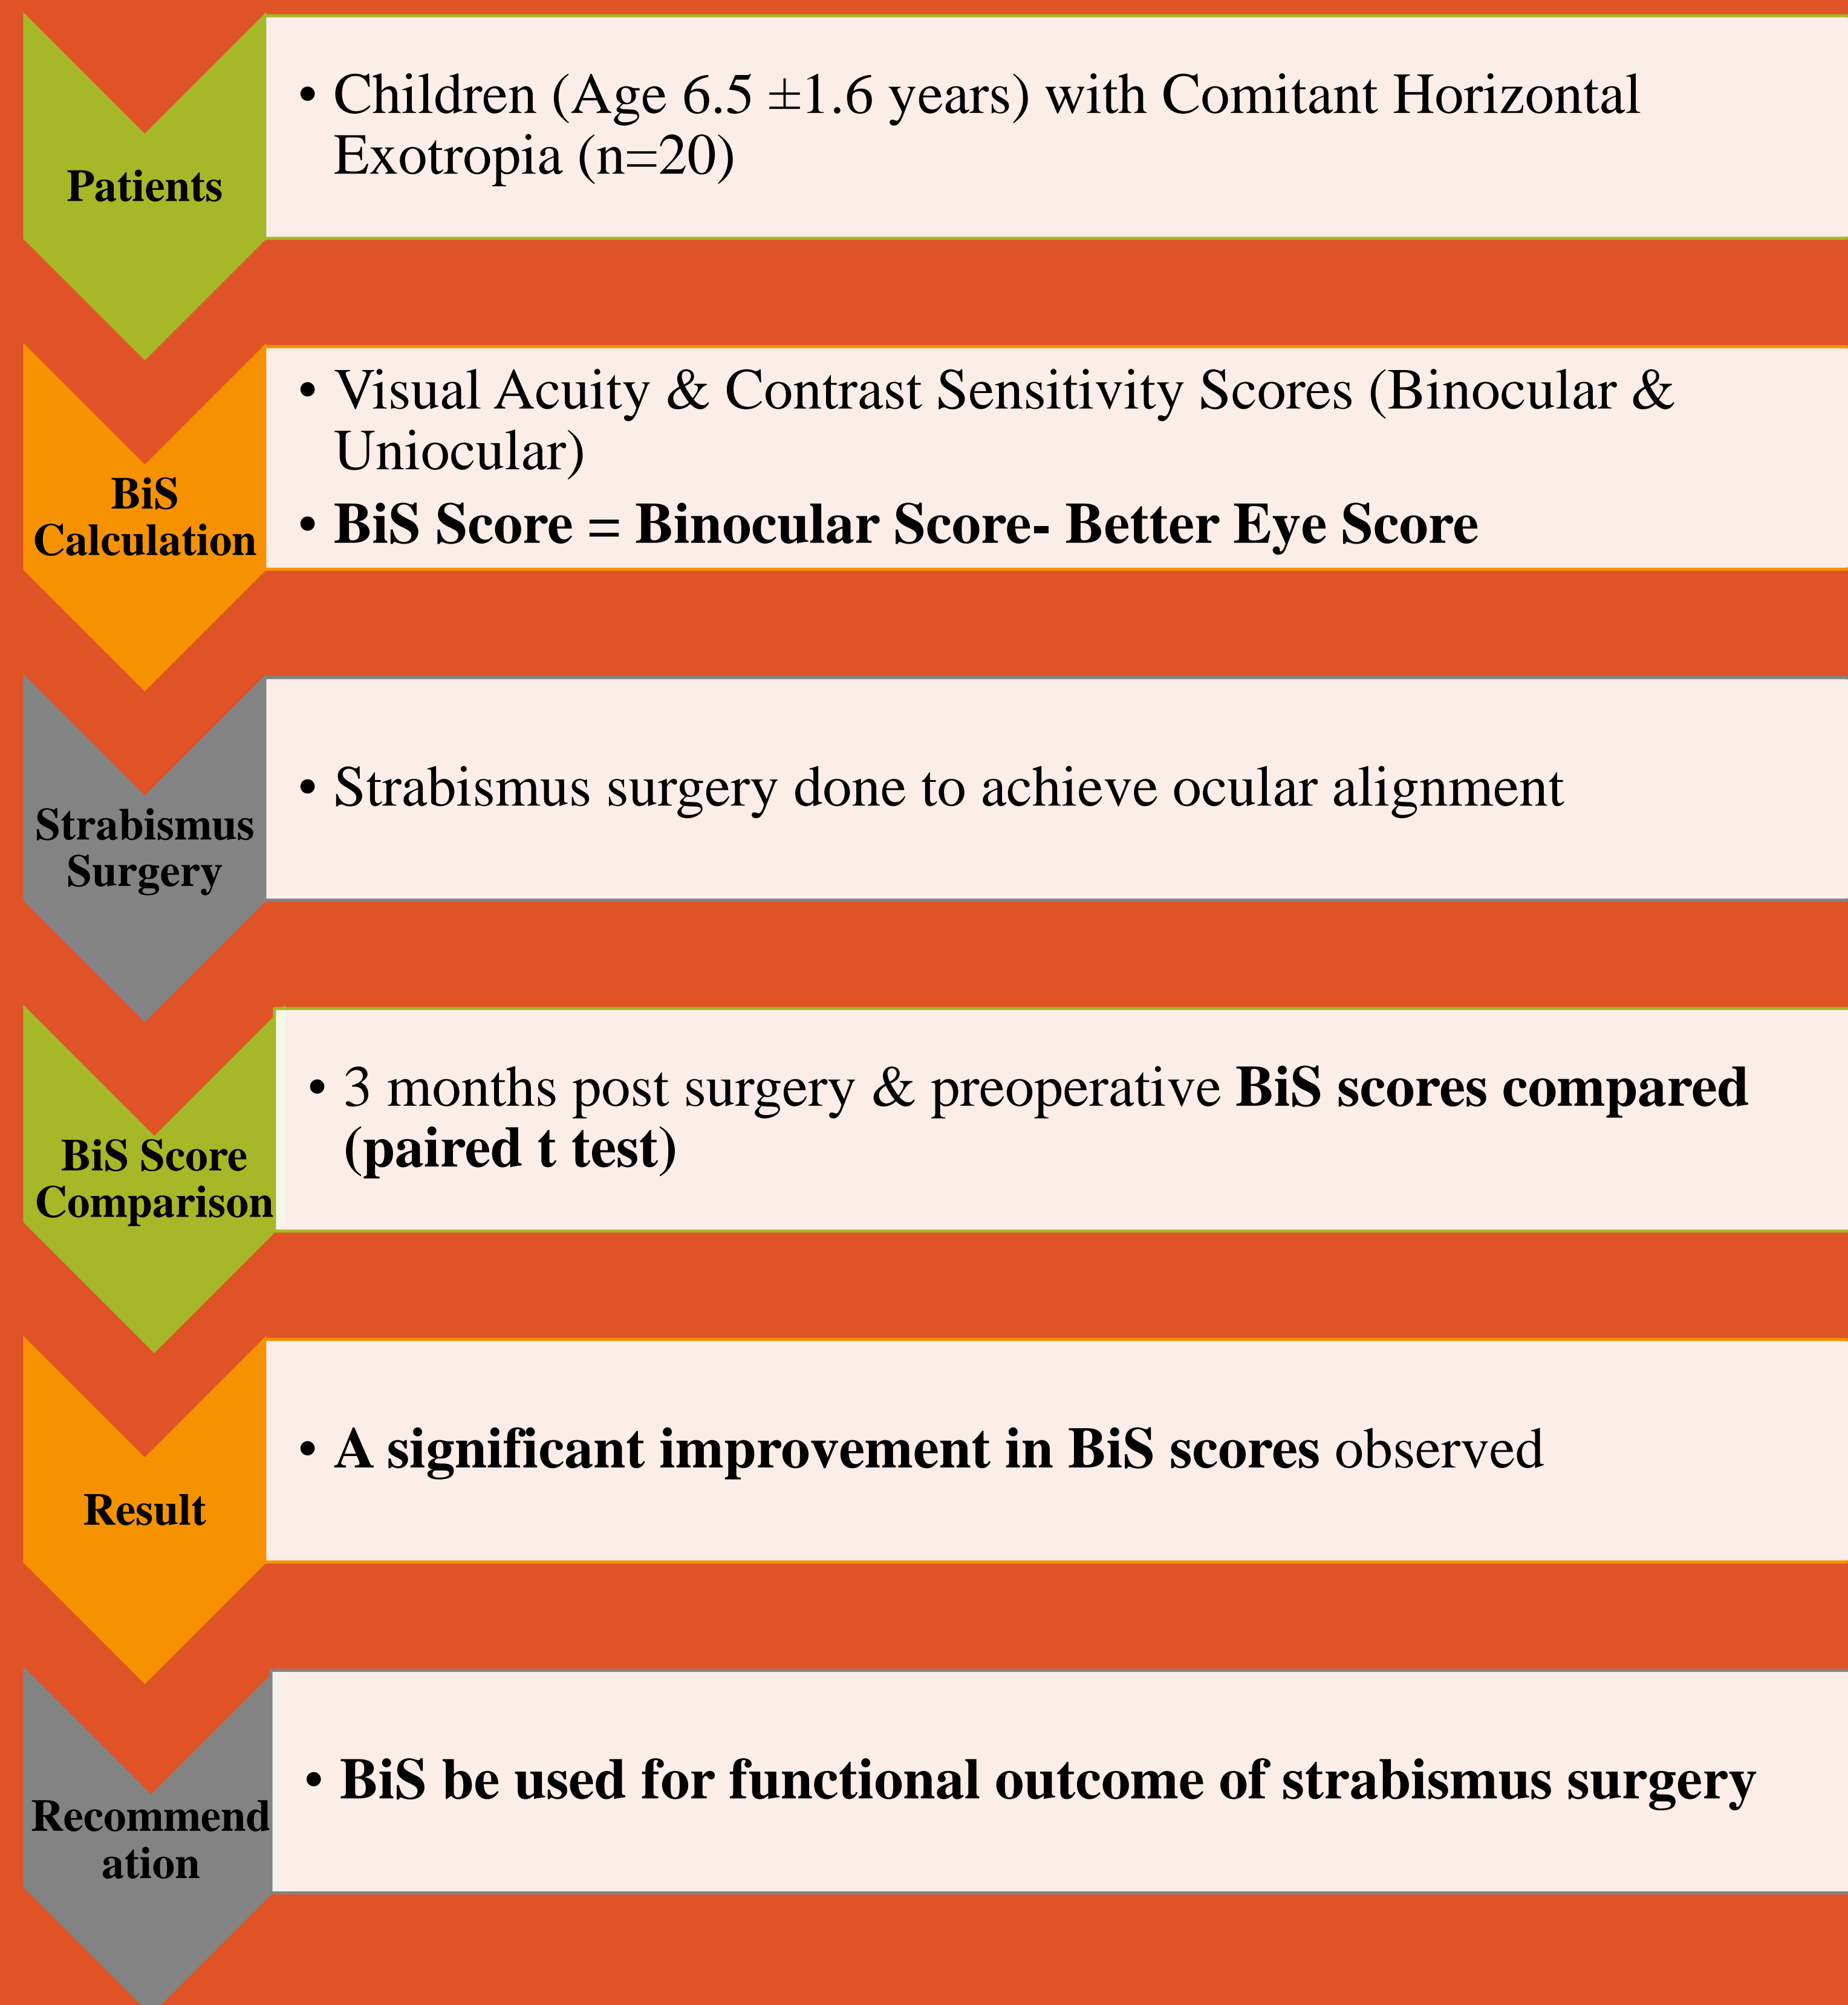 Patients
• Children (Age 6.5 ±1.6 years) with Comitant Horizontal
Exotropia (n=20)
BiS
Calculation
• Visual Acuity & Contrast Sensitivity Scores (Binocular &
Uniocular)
• BiS Score = Binocular Score- Better Eye Score
Strabismus
Surgery
• Strabismus surgery done to achieve ocular alignment
BiS Score
Comparison
• 3 months post surgery & preoperative BiS scores compared
(paired t test)
Result
• A significant improvement in BiS scores observed
Recommend
ation
• BiS be used for functional outcome of strabismus surgery